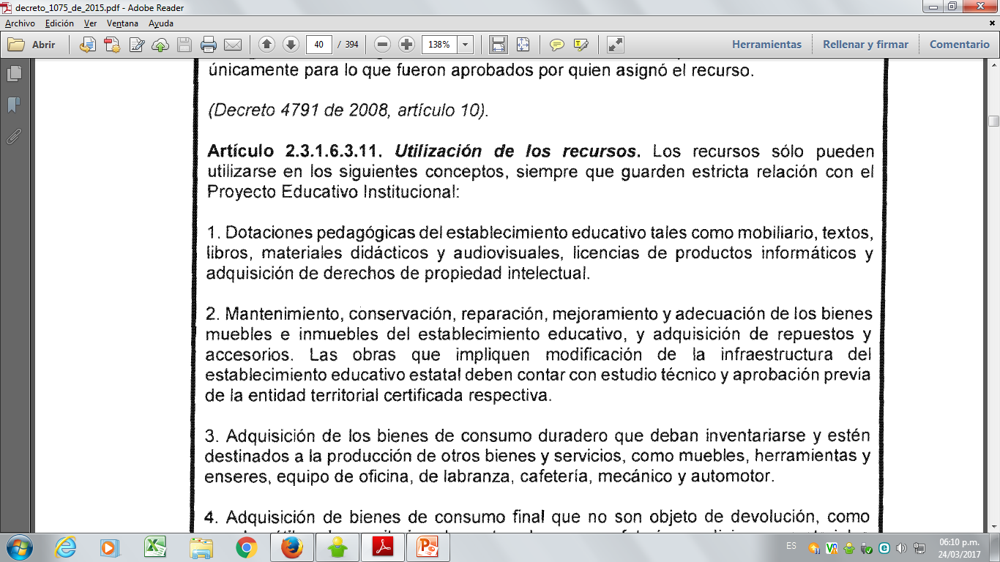 decreto_1075_de_2015.pdf - Adobe Reader
Archivo Edición Ver Ventana Ayuda
Abrir 40 / 394 138% Herramientas Rellenar y firmar Comentario
únicamente para lo que fueron aprobados por quien asignó el recurso.
(Decreto 4791 de 2008, artículo 10).
Artículo 2.3.1.6.3.11. Utilización de los recursos. Los recursos sólo pueden
utilizarse en los siguientes conceptos, siempre que guarden estricta relación con el
Proyecto Educativo Institucional:
1. Dotaciones pedagógicas del establecimiento educativo tales como mobiliario, textos,
libros, materiales didácticos y audiovisuales, licencias de productos informáticos y
adquisición de derechos de propiedad intelectual.
2. Mantenimiento, conservación, reparación, mejoramiento y adecuación de los bienes
muebles e inmuebles del establecimiento educativo, y adquisición de repuestos y
accesorios. Las obras que impliquen modificación de la infraestructura del
establecimiento educativo estatal deben contar con estudio técnico y aprobación previa
de la entidad territorial certificada respectiva.
3. Adquisición de los bienes de consumo duradero que deban inventariarse y estén
destinados a la producción de otros bienes y servicios, como muebles, herramientas y
enseres, equipo de oficina, de labranza, cafetería, mecánico y automotor.
4. Adquisición de bienes de consumo final que no son objeto de devolución, como
ES 06:10 p.m.
24/03/2017